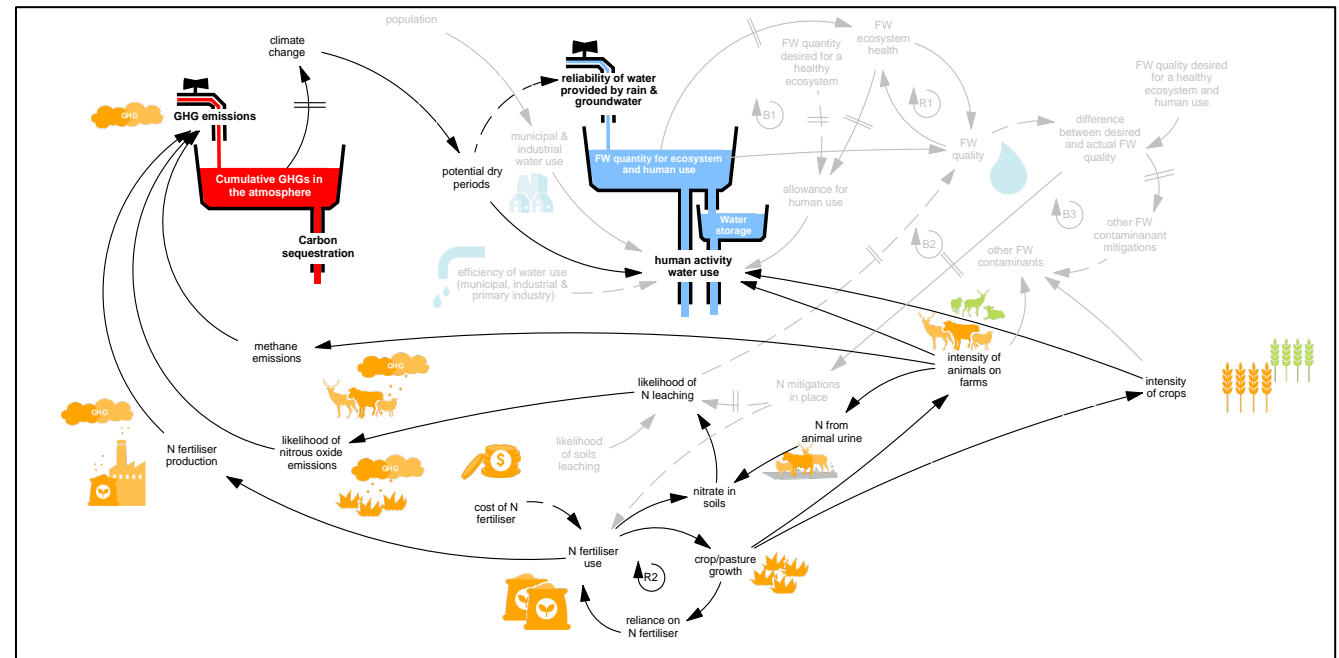 population
climate
change
FW
ecosystem
health
FW quantity
desired for a
healthy
ecosystem
FW quality desired
for a healthy
ecosystem and
human use
reliability of water
provided by rain &
groundwater
GHG
GHG emissions
B1
R1
difference
between desired
and actual FW
quality
municipal &
industrial
water use
FW
quality
FW quantity for ecosystem
and human use
potential dry
periods
Cumulative GHGs in
the atmosphere
allowance for
human use
Water
storage
B3
other FW
contaminanant
mitigations
Carbon
sequestration
B2
other FW
contaminants
human activity
water use
efficiency of water use
(municipal, industrial &
primary industry)
methane
emissions
GHG
intensity of
animals on
farms
likelihood of
N leaching
N mitigations
in place
intensity
of crops
GHG
N from
animal urine
N fertiliser
production
likelihood of
nitrous oxide
emissions
likelihood
of soils
leaching
$
GHG
nitrate in
soils
cost of N
fertiliser
N fertiliser
use
crop/pasture
growth
R2
reliance on
N fertiliser